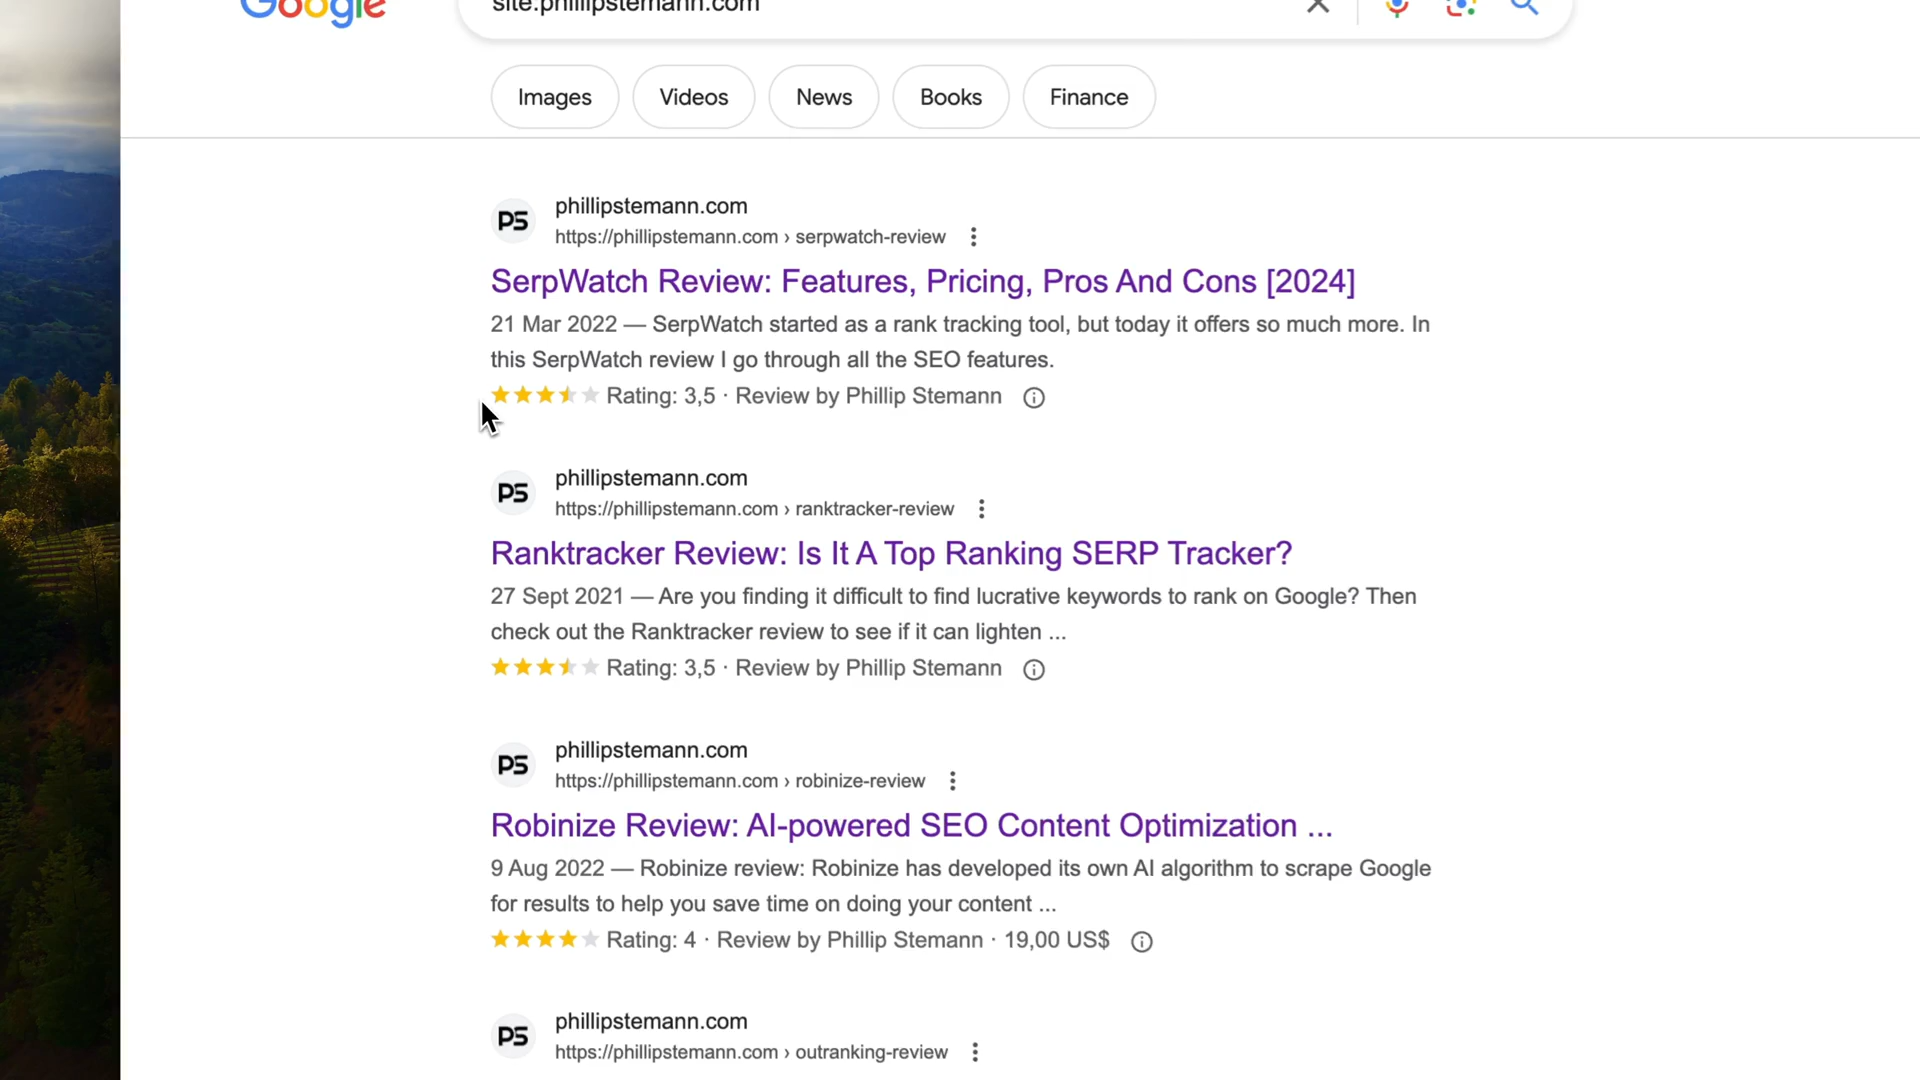 Google
site:phillipstemann.com
Images
Videos
News
Books
Finance
PS
phillipstemann.com
https://phillipstemann.com › serpwatch-review
SerpWatch Review: Features, Pricing, Pros And Cons [2024]
21 Mar 2022 — SerpWatch started as a rank tracking tool, but today it offers so much more. In
this SerpWatch review I go through all the SEO features.
Rating: 3,5 · Review by Phillip Stemann
PS
phillipstemann.com
https://phillipstemann.com › ranktracker-review
Ranktracker Review: Is It A Top Ranking SERP Tracker?
27 Sept 2021 — Are you finding it difficult to find lucrative keywords to rank on Google? Then
check out the Ranktracker review to see if it can lighten ...
Rating: 3,5 · Review by Phillip Stemann
PS
phillipstemann.com
https://phillipstemann.com › robinize-review
Robinize Review: AI-powered SEO Content Optimization ...
9 Aug 2022 — Robinize review: Robinize has developed its own AI algorithm to scrape Google
for results to help you save time on doing your content ...
Rating: 4 · Review by Phillip Stemann · 19,00 US$
PS
phillipstemann.com
https://phillipstemann.com › outranking-review